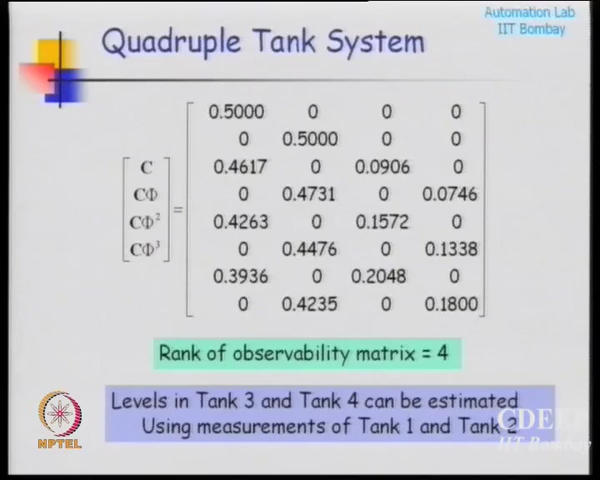 Automation Lab
IIT Bombay
Quadruple Tank System
C
CΦ
CΦ²
CΦ³
=
0.5000 0 0 0
0 0.5000 0 0
0.4617 0 0.0906 0
0 0.4731 0 0.0746
0.4263 0 0.1572 0
0 0.4476 0 0.1338
0.3936 0 0.2048 0
0 0.4235 0 0.1800
Rank of observability matrix = 4
Levels in Tank 3 and Tank 4 can be estimated
Using measurements of Tank 1 and Tank 2
NPTEL
CDEEP
IIT Bombay